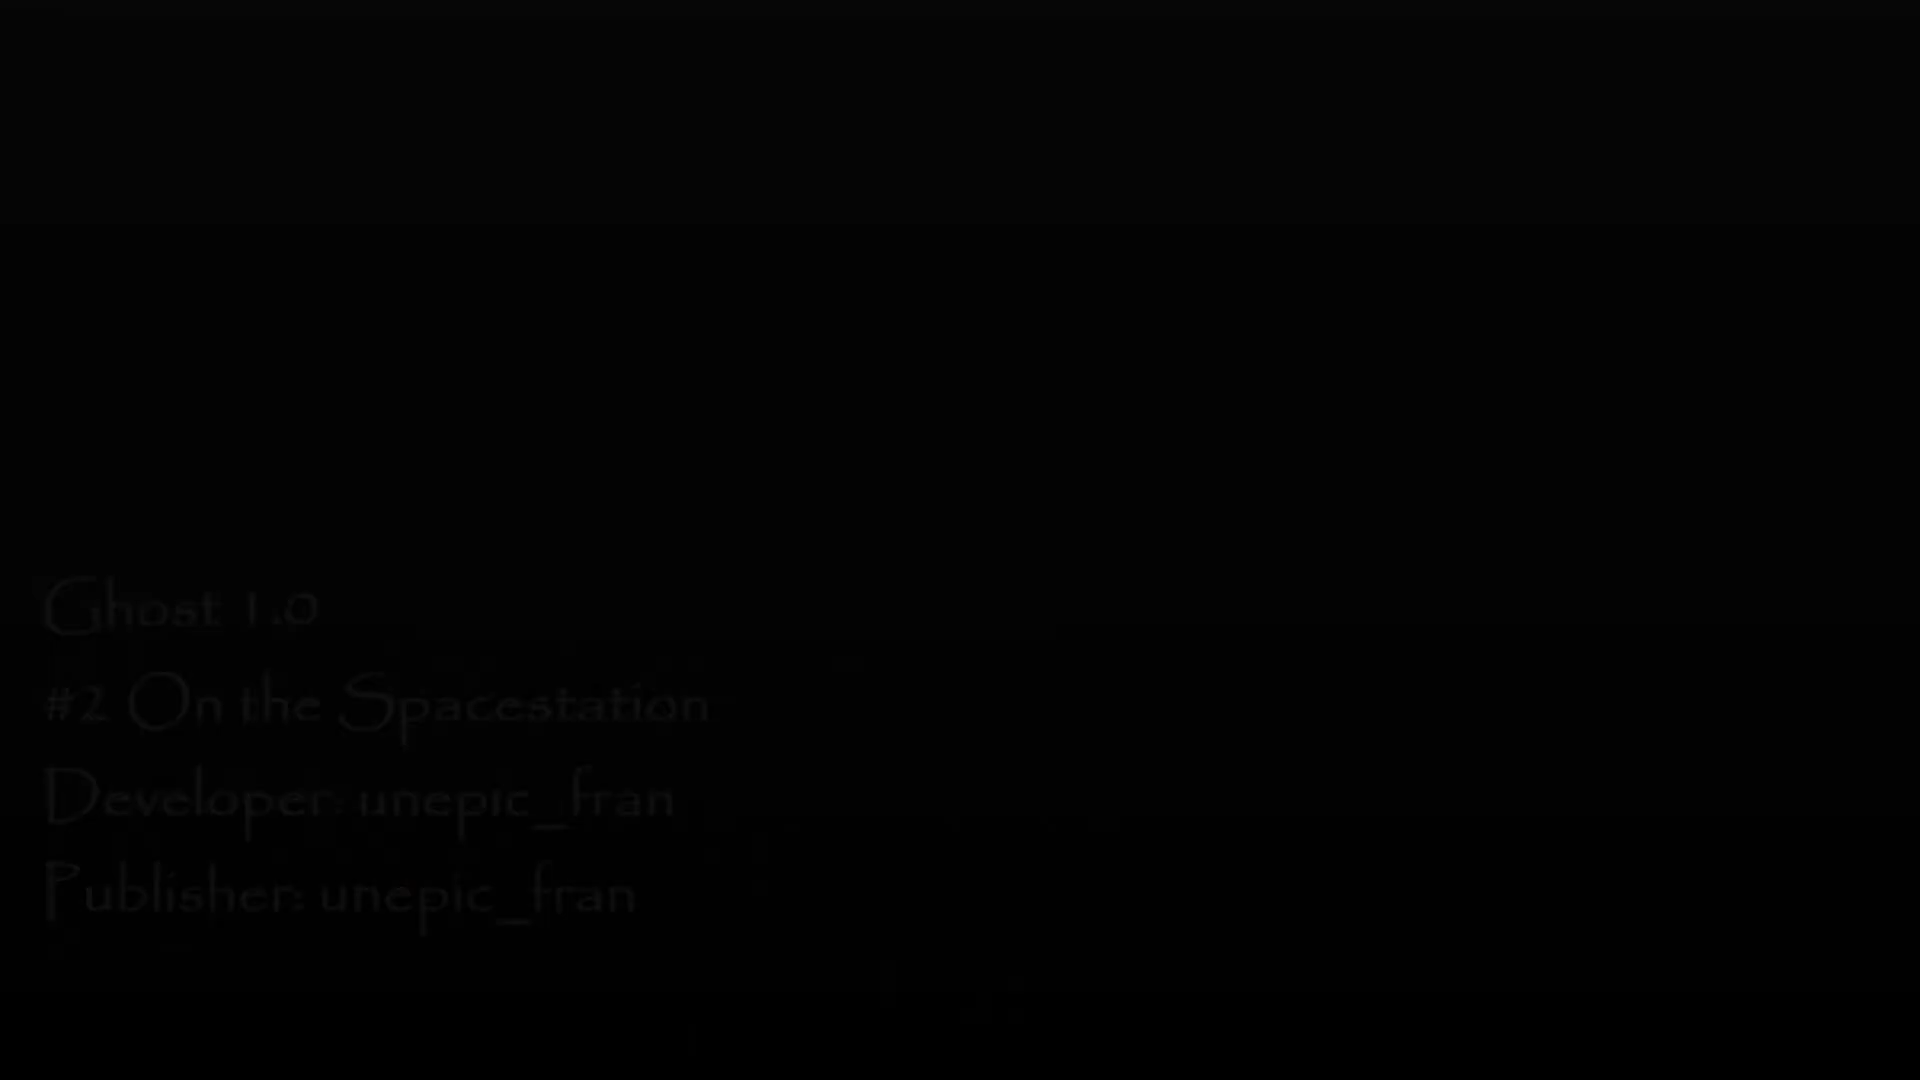 Ghost 1.0
#2 On the Spacestation
Developer: unepic_fran
Publisher: unepic_fran